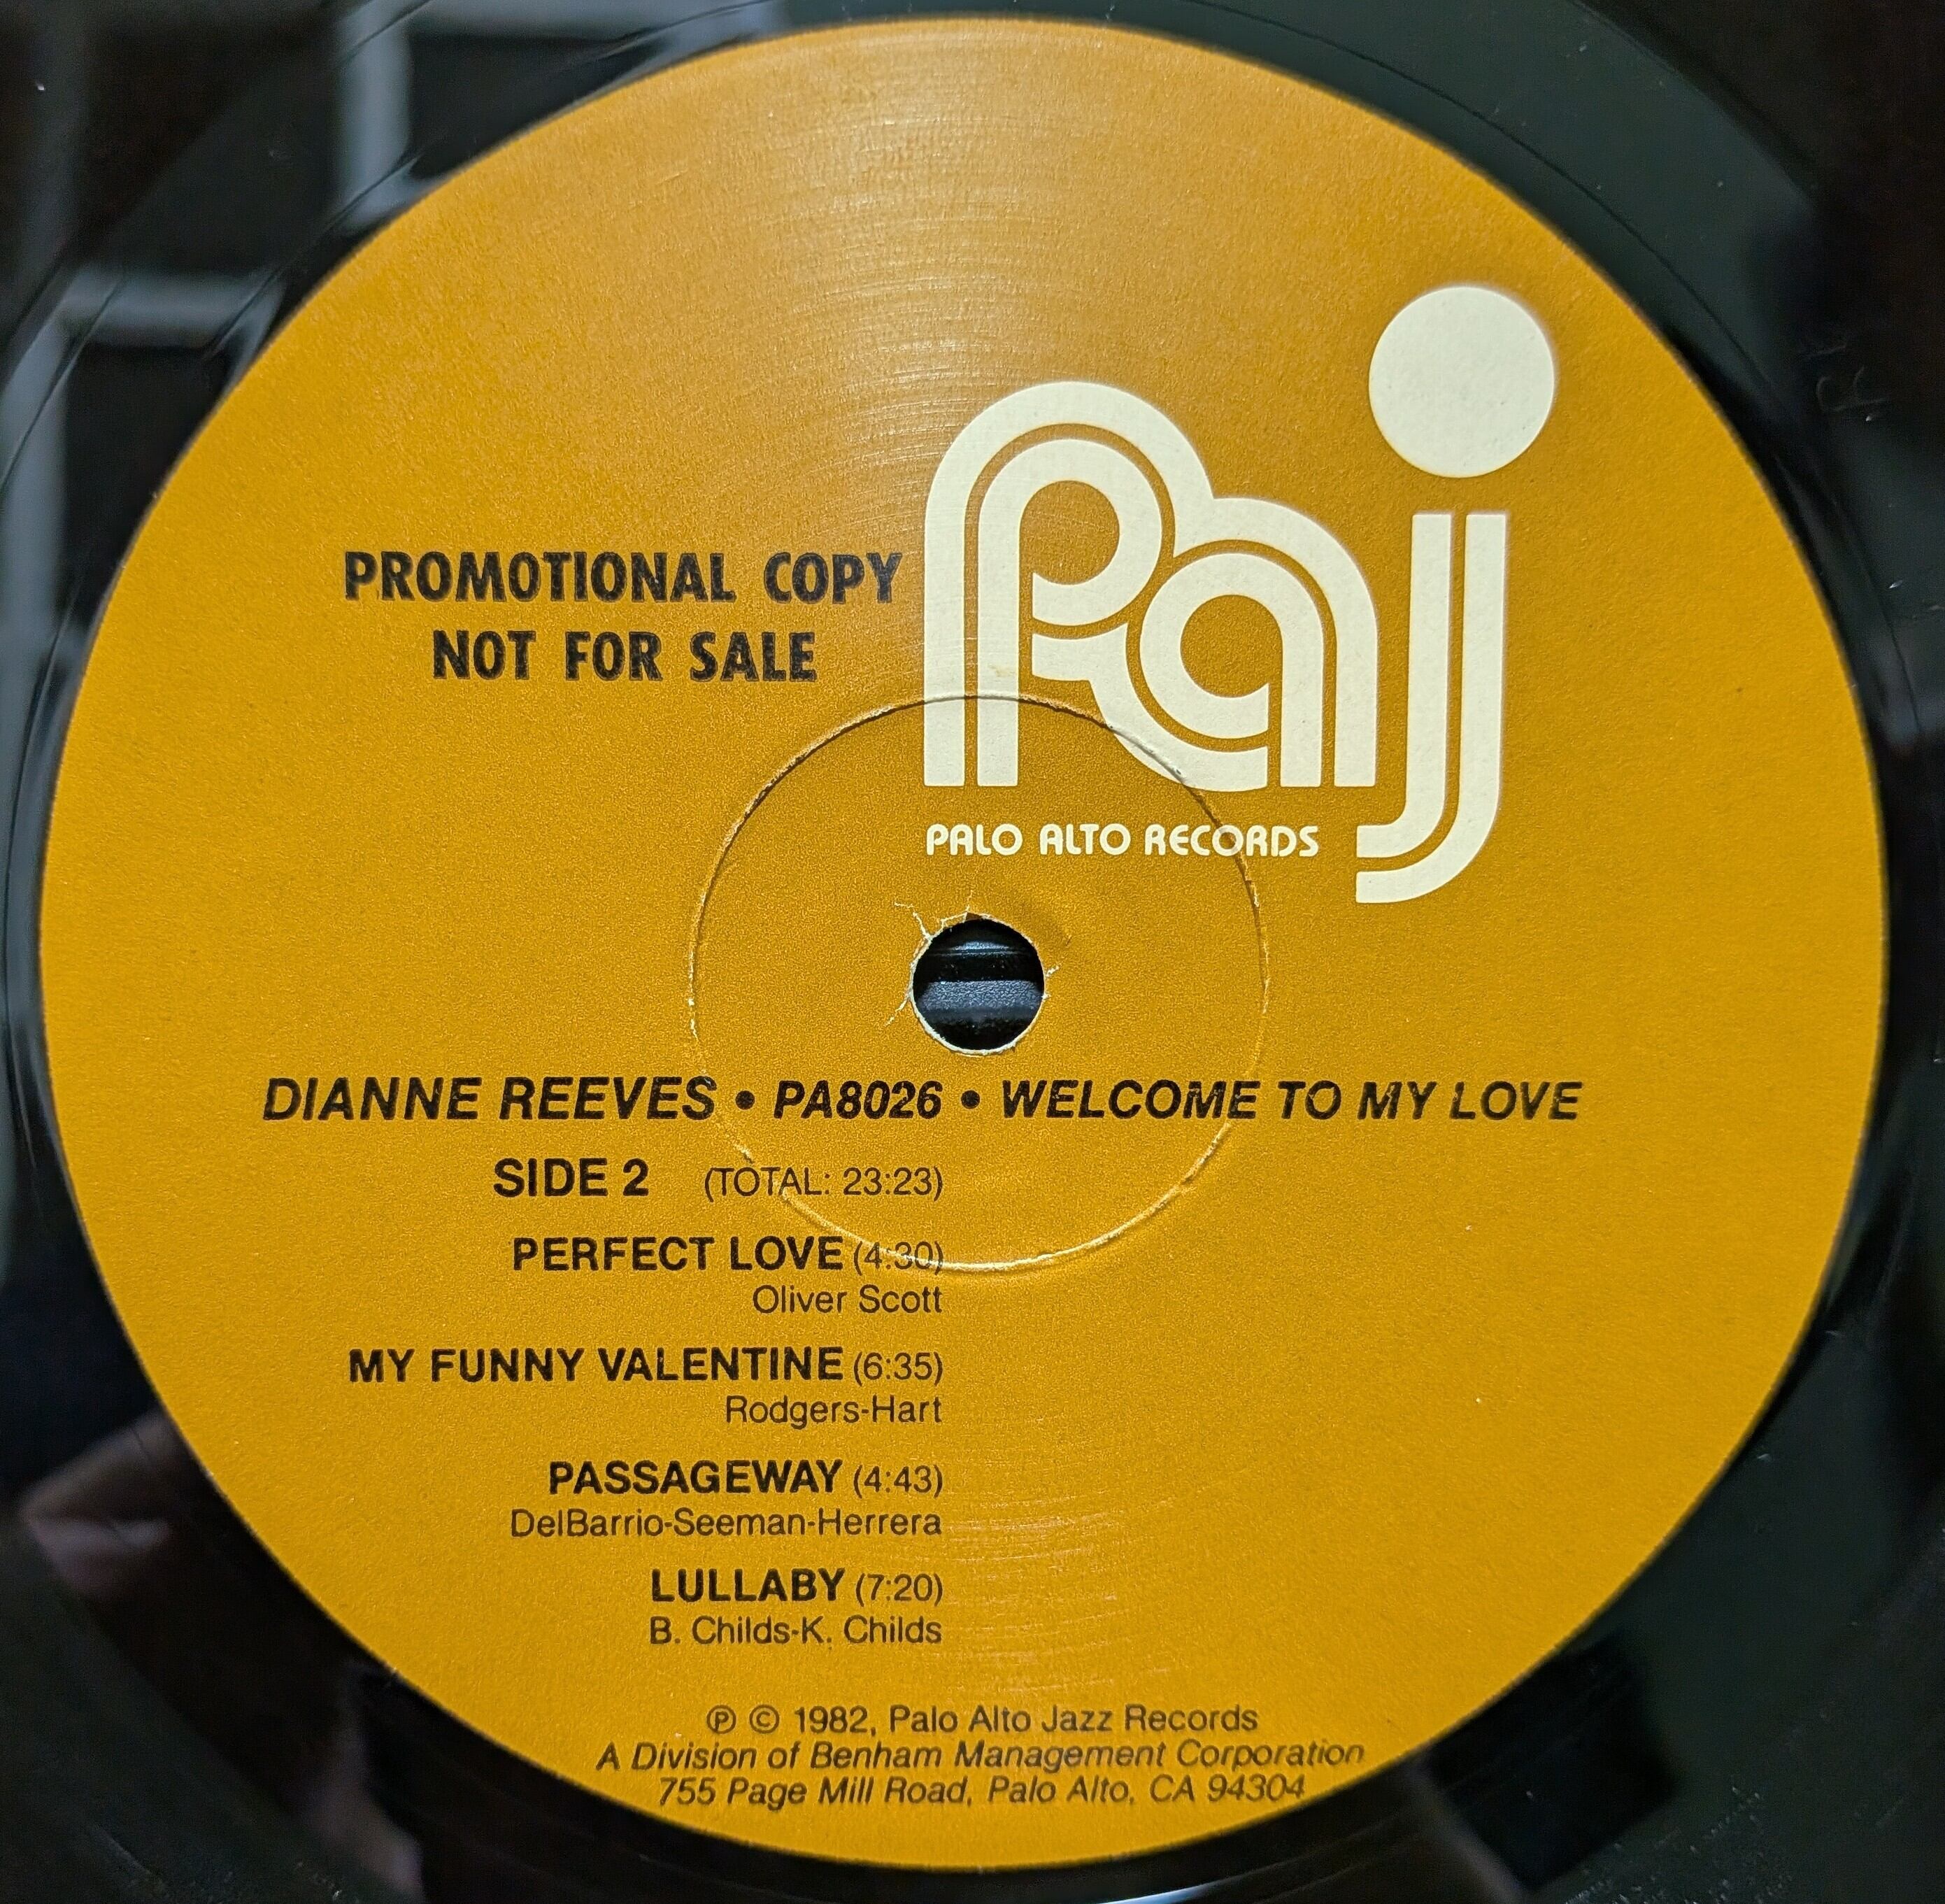 paj
PROMOTIONAL COPY
NOT FOR SALE
PALO ALTO RECORDS
DIANNE REEVES • PA8026 • WELCOME TO MY LOVE
SIDE 2 (TOTAL: 23:23)
PERFECT LOVE (4:30)
Oliver Scott
MY FUNNY VALENTINE (6:35)
Rodgers-Hart
PASSAGEWAY (4:43)
DelBarrio-Seeman-Herrera
LULLABY (7:20)
B. Childs-K. Childs
℗ © 1982, Palo Alto Jazz Records
A Division of Benham Management Corporation
755 Page Mill Road, Palo Alto, CA 94304